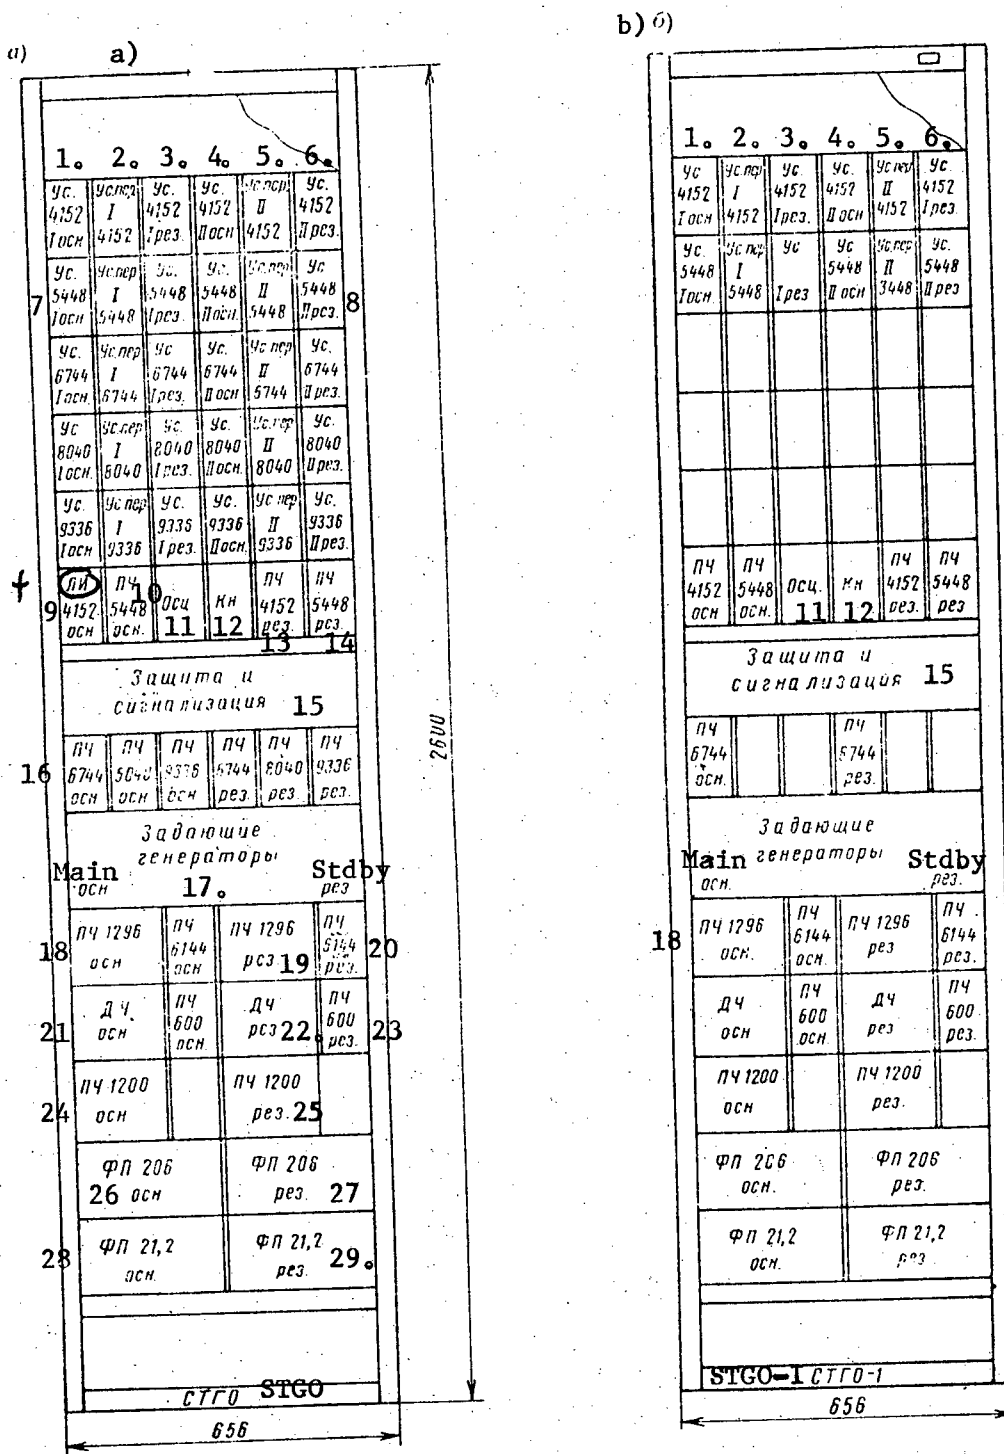 а) a)
1. 2. 3. 4. 5. 6.
Ус. Ус.пер Ус. Ус. Ус.пер Ус.
4152 I 4152 4152 II 4152
I осн 4152 I рез. II осн 4152 II рез.
Ус. Ус.пер Ус. Ус. Ус.пер Ус
7 5448 I 5448 5448 II 5448 8
I осн 5448 I рез. II осн. 5448 II рез.
Ус. Ус.пер Ус Ус. Ус.пер Ус.
6744 I 6744 6744 II 6744
I осн. 6744 I рез. II осн 5744 II рез.
Ус Ус.пер Ус. Ус. Ус.пер Ус.
8040 I 8040 8040 II 8040
I осн. 8040 I рез. II осн. 8040 II рез.
Ус. Ус.пер Ус. Ус. Ус.пер Ус.
9336 I 9336 9336 II 9336
I осн 9336 I рез. II осн. 9336 II рез.
ПЧ ПЧ 10 ПЧ ПЧ
9 4152 5448 Осц Кн 4152 5448
осн осн. 11 12 рез. рез.
13 14
Защита и
сигнализация 15
ПЧ ПЧ ПЧ ПЧ ПЧ ПЧ
16 6744 5040 9336 6744 8040 9336
осн осн осн рез. рез. рез.
Задающие
генераторы
Main Stdby
осн 17. рез
ПЧ 1296 ПЧ ПЧ 1296 ПЧ
18 осн 6144 осн рез 19 6144 рез. 20
ДЧ ПЧ ДЧ ПЧ
21 осн 600 осн. рез 22. 600 рез. 23
ПЧ 1200 ПЧ 1200
24 осн рез. 25
ФП 206 ФП 206
26 осн рез. 27
28 ФП 21,2 ФП 21,2
осн. рез. 29.
СТГО STGO
656
2600
b) б)
1. 2. 3. 4. 5. 6.
Ус. Ус.пер Ус. Ус. Ус.пер Ус.
4152 I 4152 4152 II 4152
I осн 4152 I рез. II осн 4152 I рез.
Ус. Ус.пер Ус Ус Ус.пер Ус.
5448 I 5448 II 5448
I осн. 5448 I рез II осн 3448 II рез
ПЧ ПЧ ПЧ ПЧ
4152 5448 Осц. Кн 4152 5448
осн осн. 11 12 рез. рез
Защита и
сигнализация 15
ПЧ ПЧ
6744 6744
осн. рез.
Задающие
Main генераторы Stdby
осн. рез.
18 ПЧ 1296 ПЧ ПЧ 1296 ПЧ
осн. 6144 осн. рез 6144 рез.
ДЧ ПЧ ДЧ ПЧ
осн 600 осн. рез 600 рез.
ПЧ 1200 ПЧ 1200
осн рез.
ФП 206 ФП 206
осн. рез.
ФП 21,2 ФП 21,2
осн. рез
STGO-I СТГО-1
656